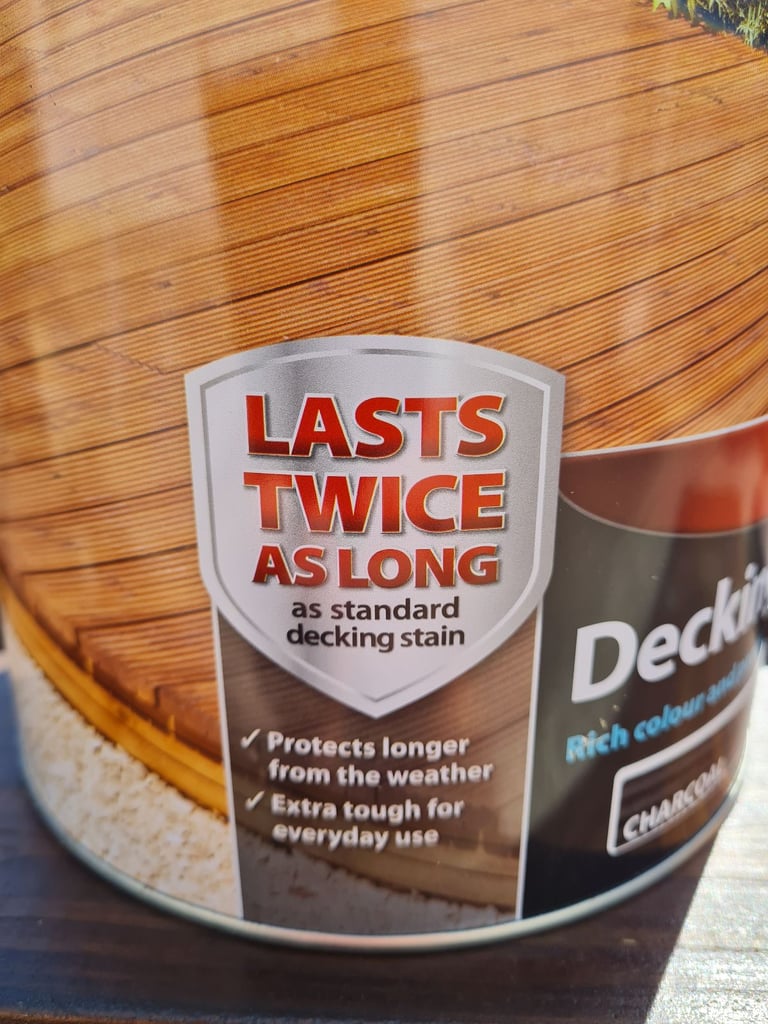 LASTS
TWICE
AS LONG
as standard
decking stain
✓ Protects longer
from the weather
✓ Extra tough for
everyday use
Rich colour
CHARCOAL